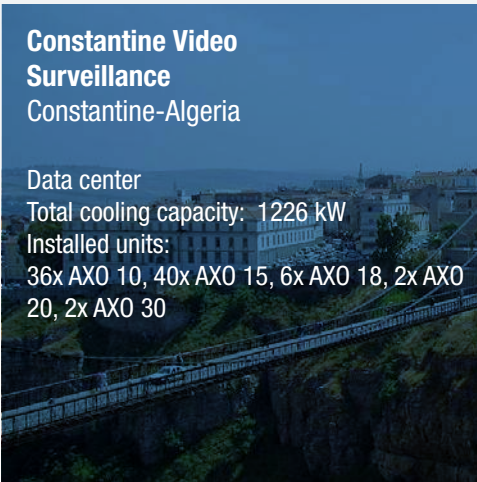 Constantine Video
Surveillance
Constantine-Algeria
Data center
Total cooling capacity: 1226 kW
Installed units:
36x AXO 10, 40x AXO 15, 6x AXO 18, 2x AXO
20, 2x AXO 30